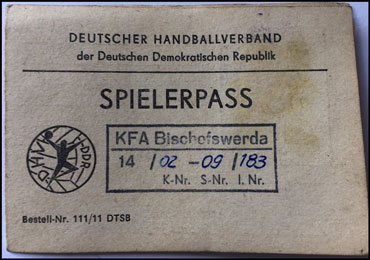 DEUTSCHER HANDBALLVERBAND
der Deutschen Demokratischen Republik
SPIELERPASS
KFA Bischofswerda
14 /02 -09 /183
K-Nr. S-Nr. I. Nr.
DHV DDR
Bestell-Nr. 111/11 DTSB